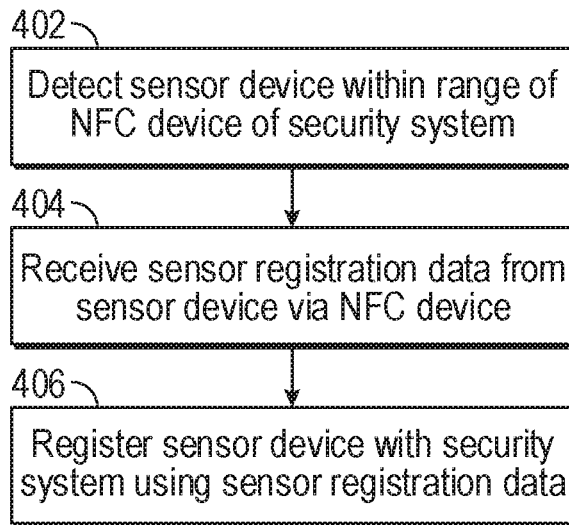 402
Detect sensor device within range of
NFC device of security system
404
Receive sensor registration data from
sensor device via NFC device
406
Register sensor device with security
system using sensor registration data